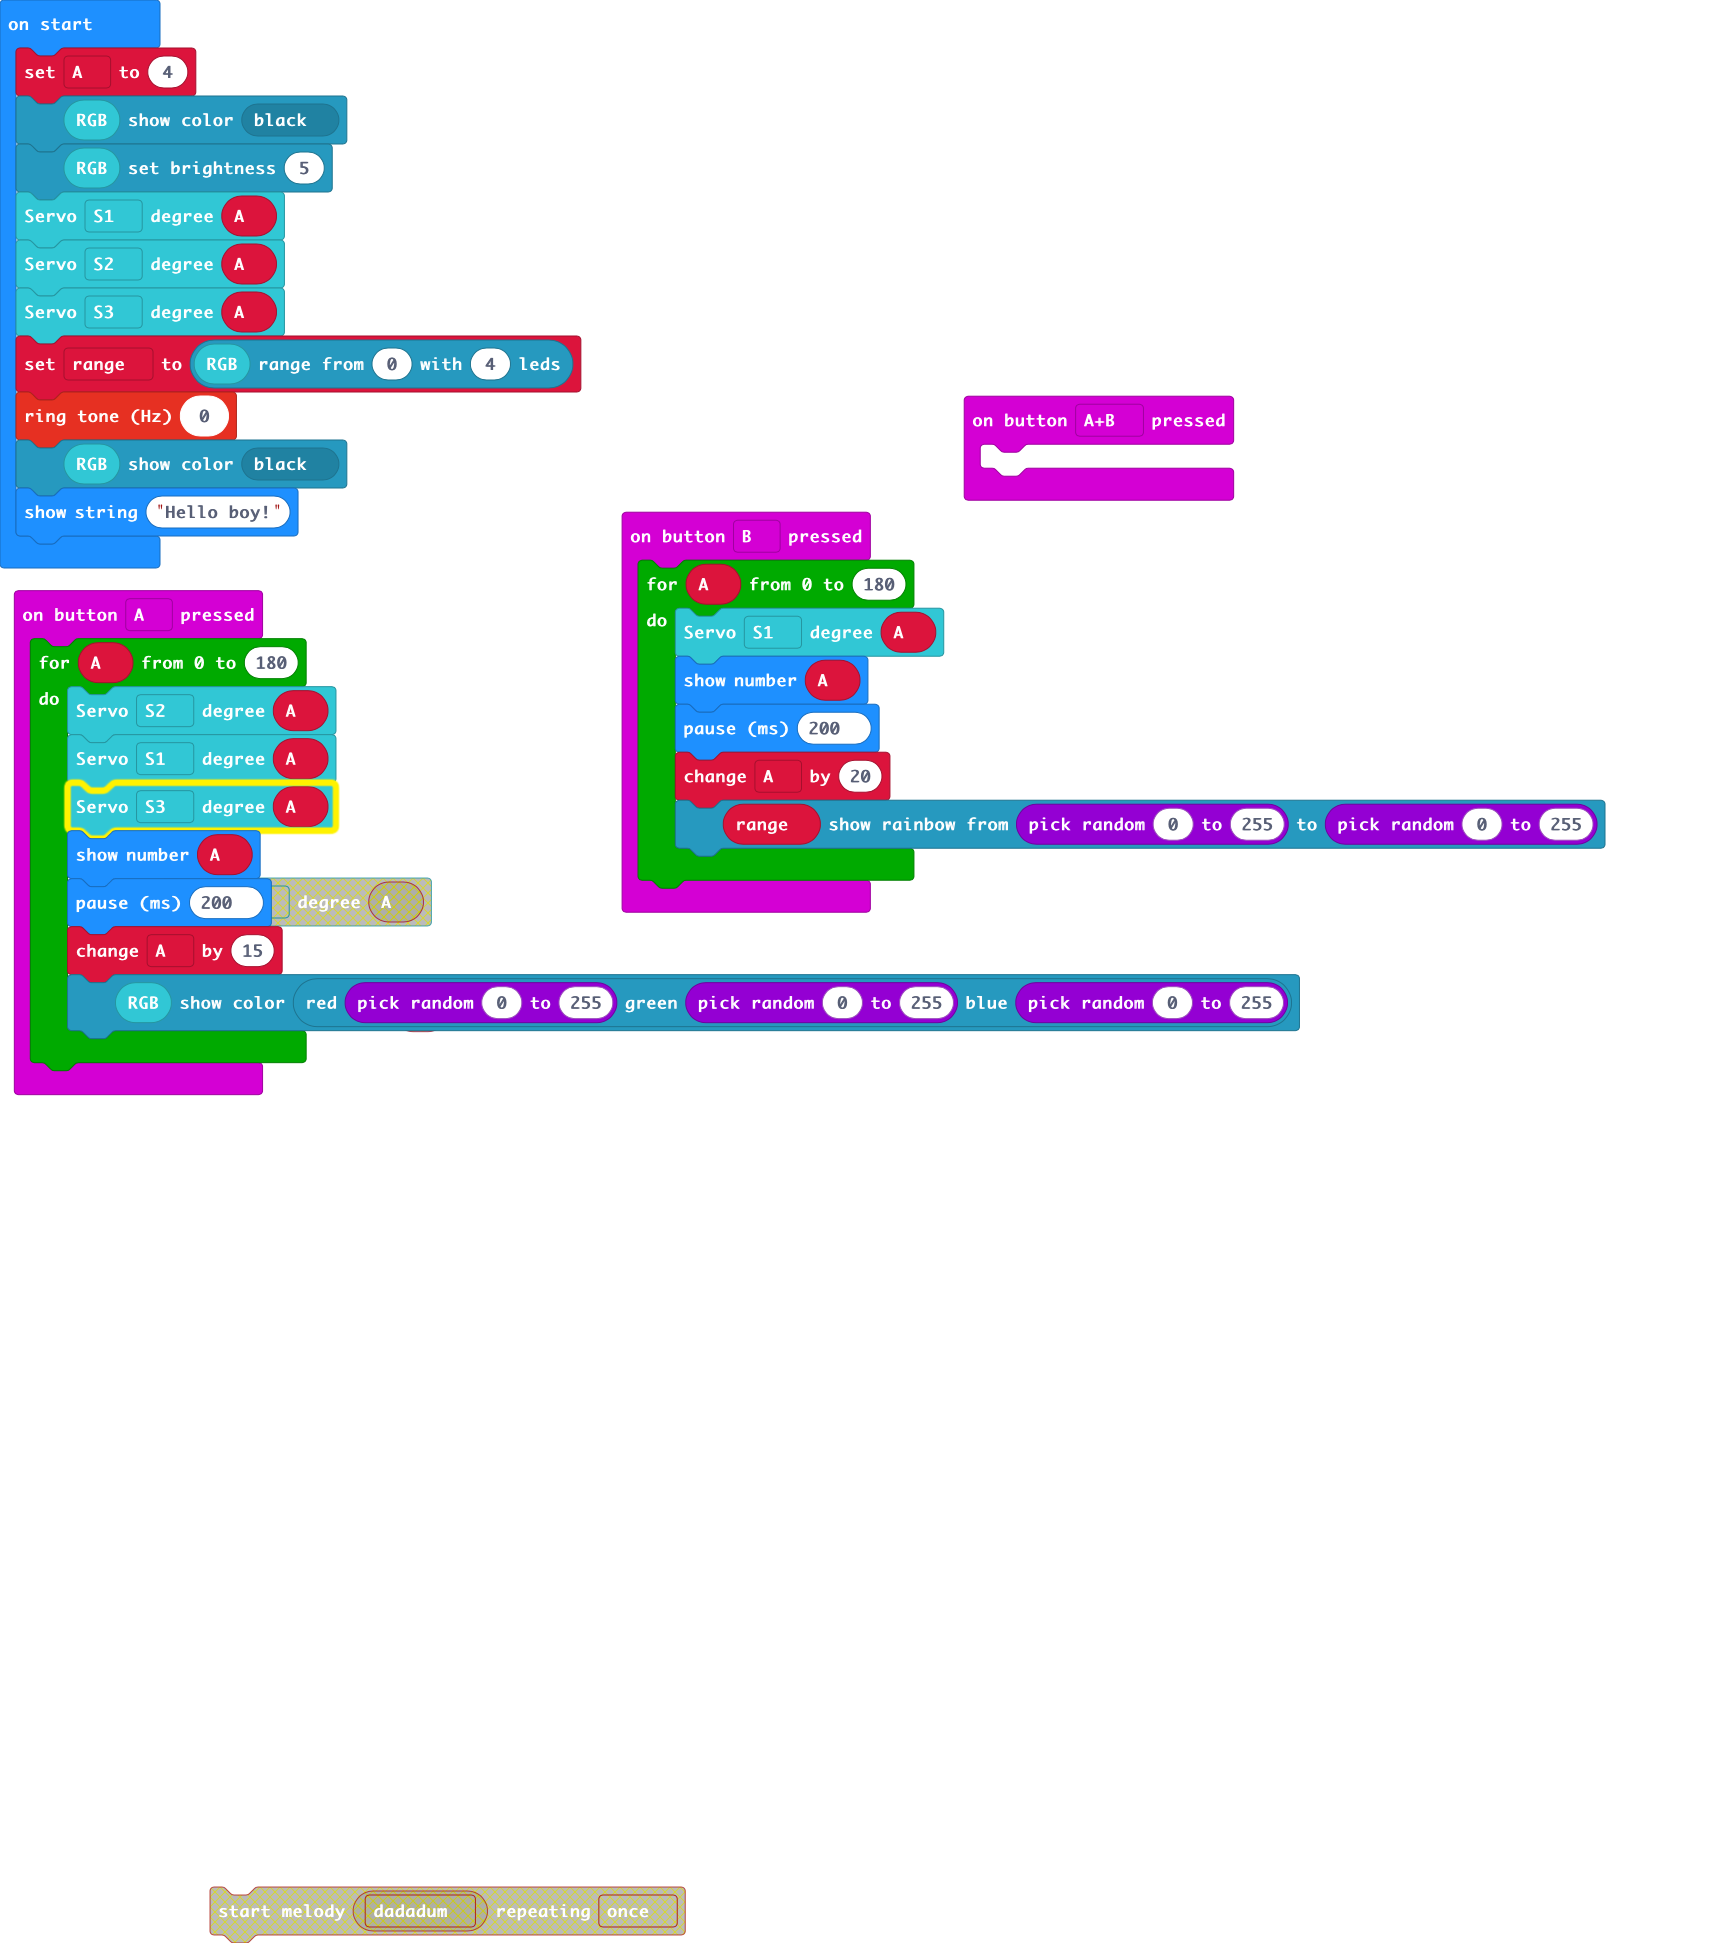 on start
set A to 4
RGB show color black
RGB set brightness 5
Servo S1 degree A
Servo S2 degree A
Servo S3 degree A
set range to RGB range from 0 with 4 leds
ring tone (Hz) 0
RGB show color black
show string "Hello boy!"
on button A pressed
for A from 0 to 180
do
Servo S2 degree A
Servo S1 degree A
Servo S3 degree A
show number A
pause (ms) 200
degree A
change A by 15
RGB show color red pick random 0 to 255 green pick random 0 to 255 blue pick random 0 to 255
on button B pressed
for A from 0 to 180
do
Servo S1 degree A
show number A
pause (ms) 200
change A by 20
range show rainbow from pick random 0 to 255 to pick random 0 to 255
on button A+B pressed
start melody dadadum repeating once